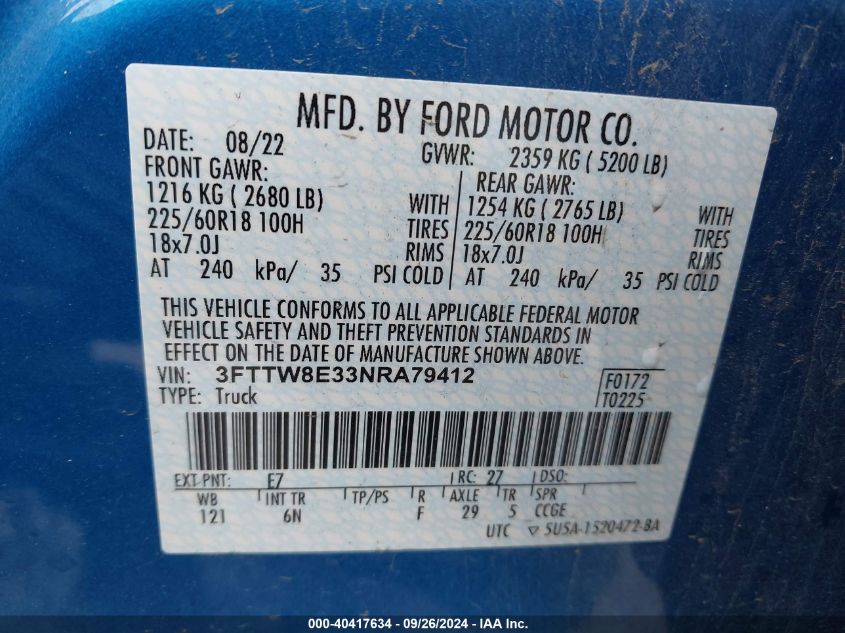 MFD. BY FORD MOTOR CO.
DATE: 08/22 GVWR: 2359 KG ( 5200 LB)
FRONT GAWR: REAR GAWR:
1216 KG ( 2680 LB) WITH 1254 KG ( 2765 LB) WITH
225/60R18 100H TIRES 225/60R18 100H TIRES
18x7.0J RIMS 18x7.0J RIMS
AT 240 kPa/ 35 PSI COLD AT 240 kPa/ 35 PSI COLD
THIS VEHICLE CONFORMS TO ALL APPLICABLE FEDERAL MOTOR
VEHICLE SAFETY AND THEFT PREVENTION STANDARDS IN
EFFECT ON THE DATE OF MANUFACTURE SHOWN ABOVE.
VIN: 3FTTW8E33NRA79412 F0172
TYPE: Truck T0225
EXT PNT: E7 RC: 27 DSO:
WB INT TR TP/PS R AXLE TR SPR
121 6N F 29 5 CCGE
UTC ▽ 5U5A-1520472-BA
000-40417634 - 09/26/2024 - IAA Inc.